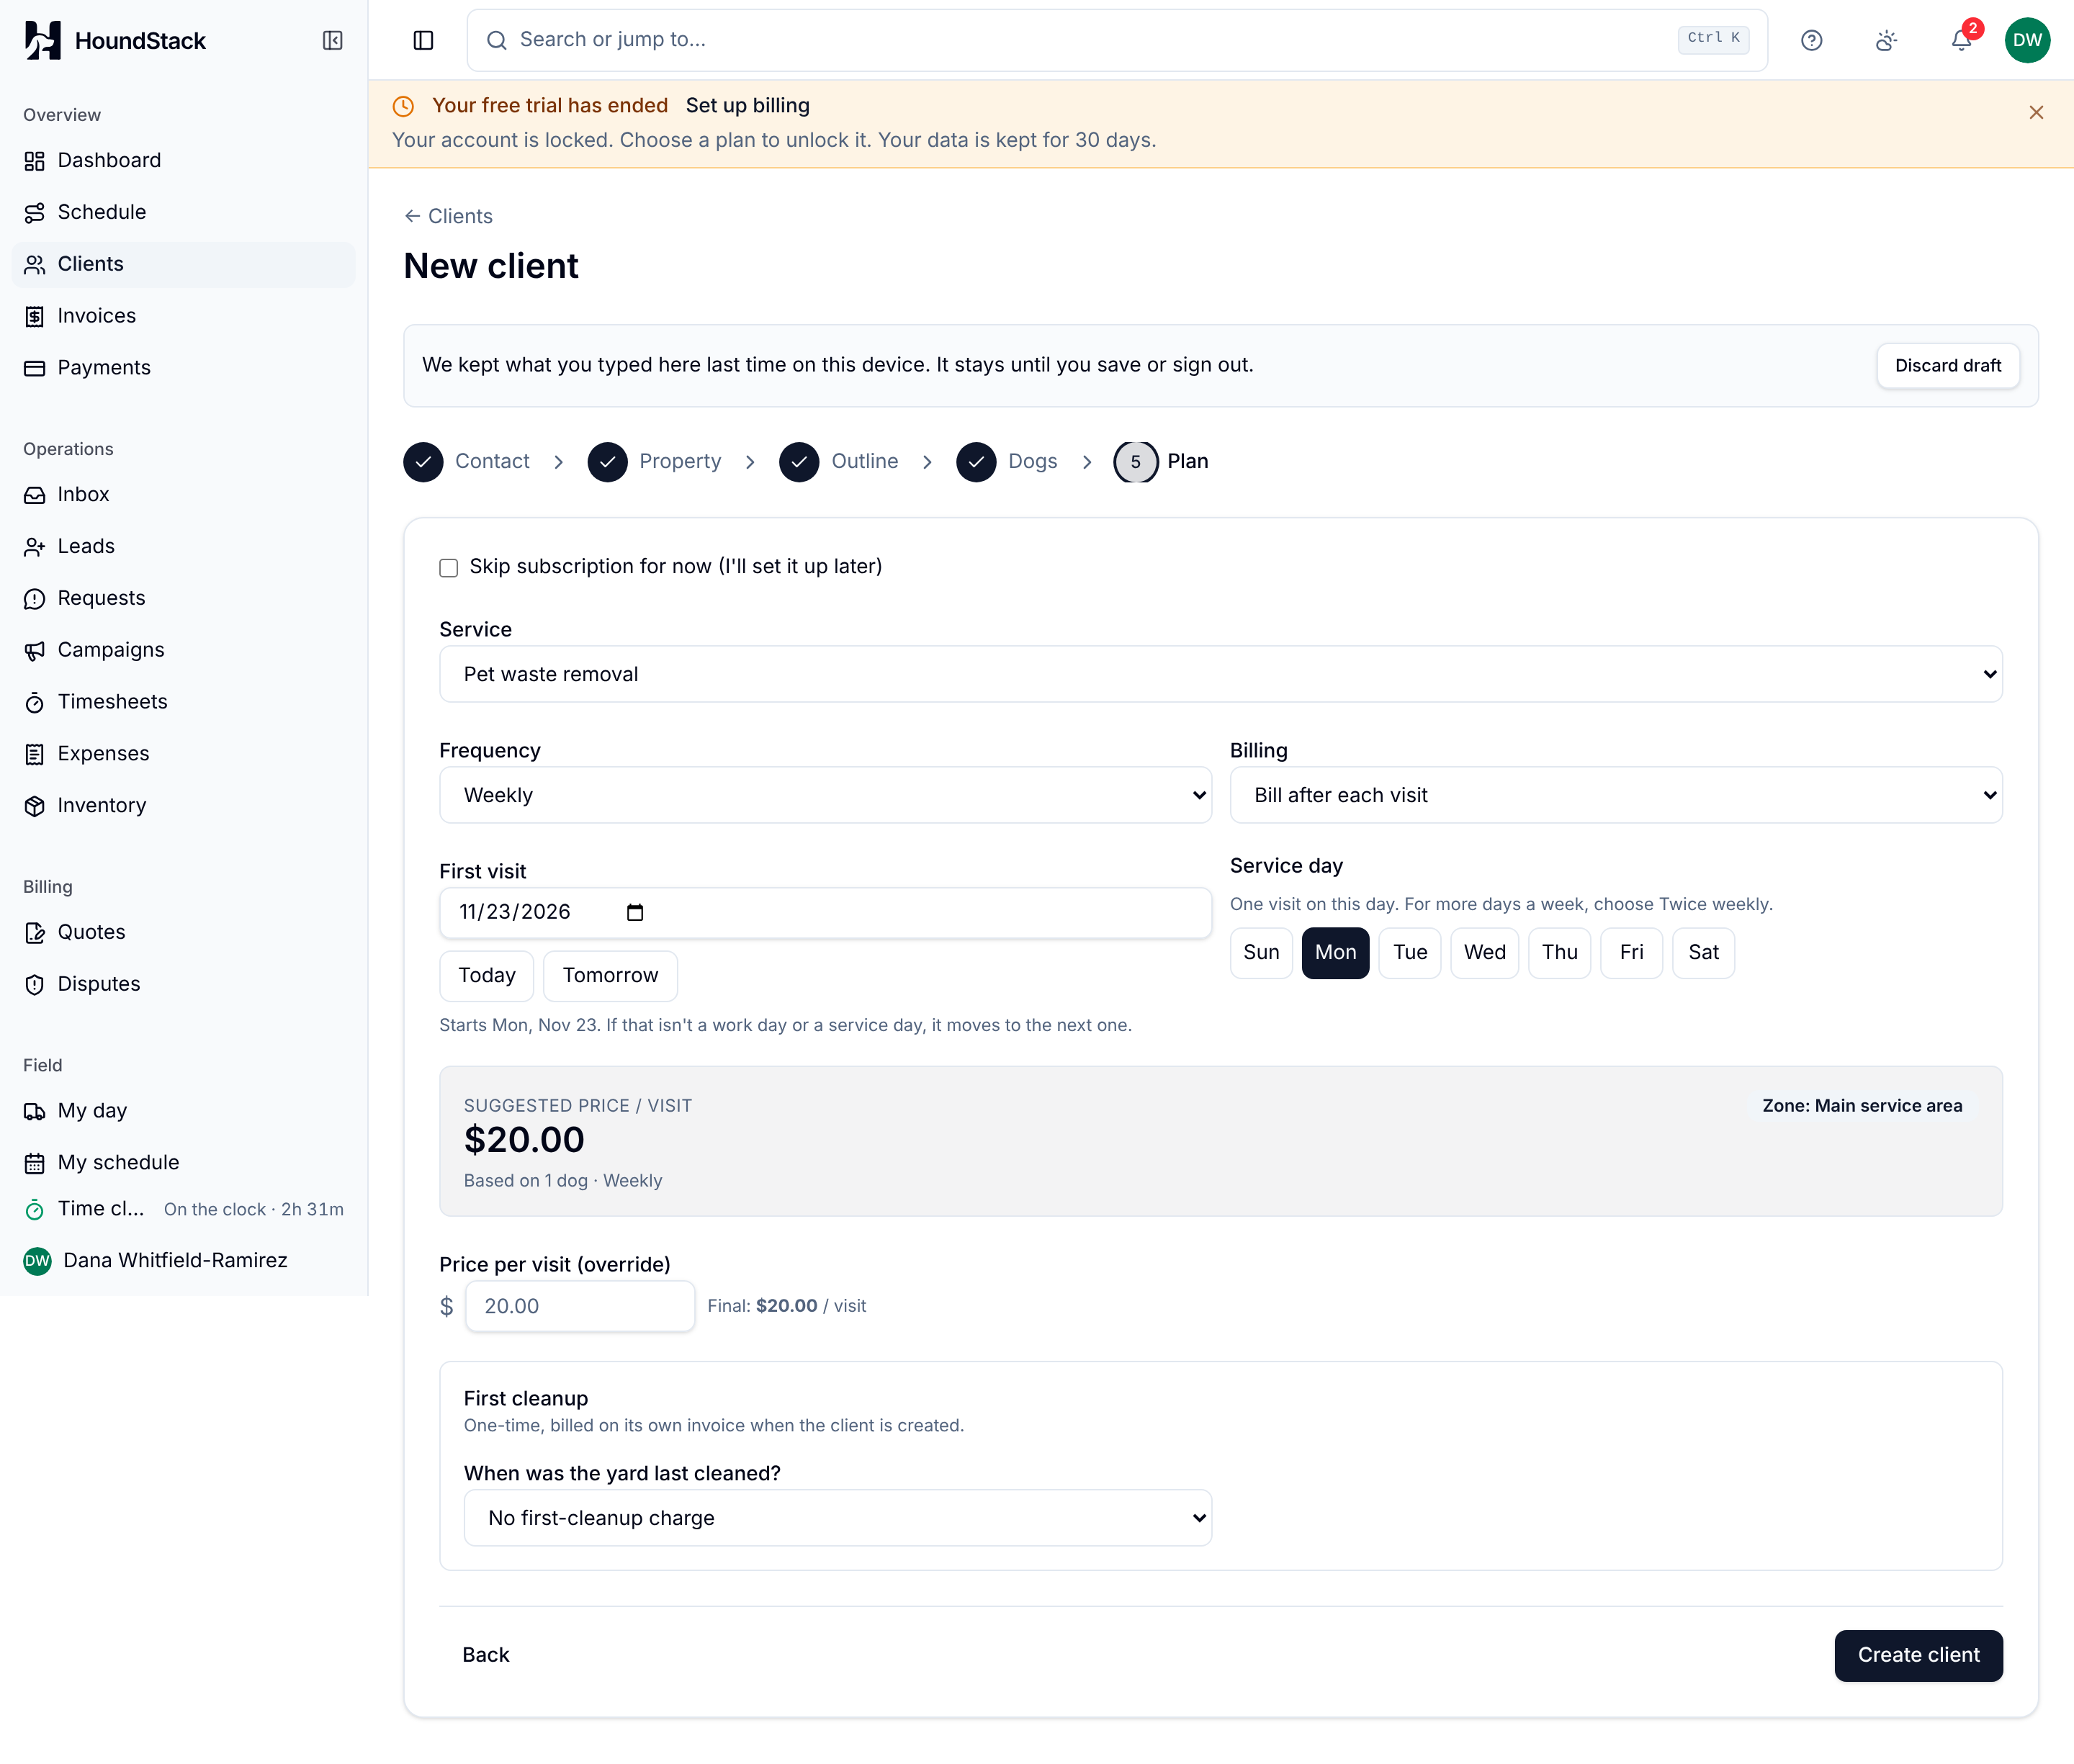 HoundStack
Search or jump to...
Ctrl K
2
DW
Your free trial has ended Set up billing
Your account is locked. Choose a plan to unlock it. Your data is kept for 30 days.
Overview
Dashboard
Schedule
Clients
Invoices
Payments
Operations
Inbox
Leads
Requests
Campaigns
Timesheets
Expenses
Inventory
Billing
Quotes
Disputes
Field
My day
My schedule
Time cl... On the clock · 2h 31m
DW Dana Whitfield-Ramirez
← Clients
New client
We kept what you typed here last time on this device. It stays until you save or sign out.
Discard draft
Contact
Property
Outline
Dogs
5 Plan
Skip subscription for now (I'll set it up later)
Service
Pet waste removal
Frequency
Weekly
Billing
Bill after each visit
First visit
11/23/2026
Today
Tomorrow
Starts Mon, Nov 23. If that isn't a work day or a service day, it moves to the next one.
Service day
One visit on this day. For more days a week, choose Twice weekly.
Sun Mon Tue Wed Thu Fri Sat
SUGGESTED PRICE / VISIT
$20.00
Based on 1 dog · Weekly
Zone: Main service area
Price per visit (override)
$ 20.00 Final: $20.00 / visit
First cleanup
One-time, billed on its own invoice when the client is created.
When was the yard last cleaned?
No first-cleanup charge
Back
Create client